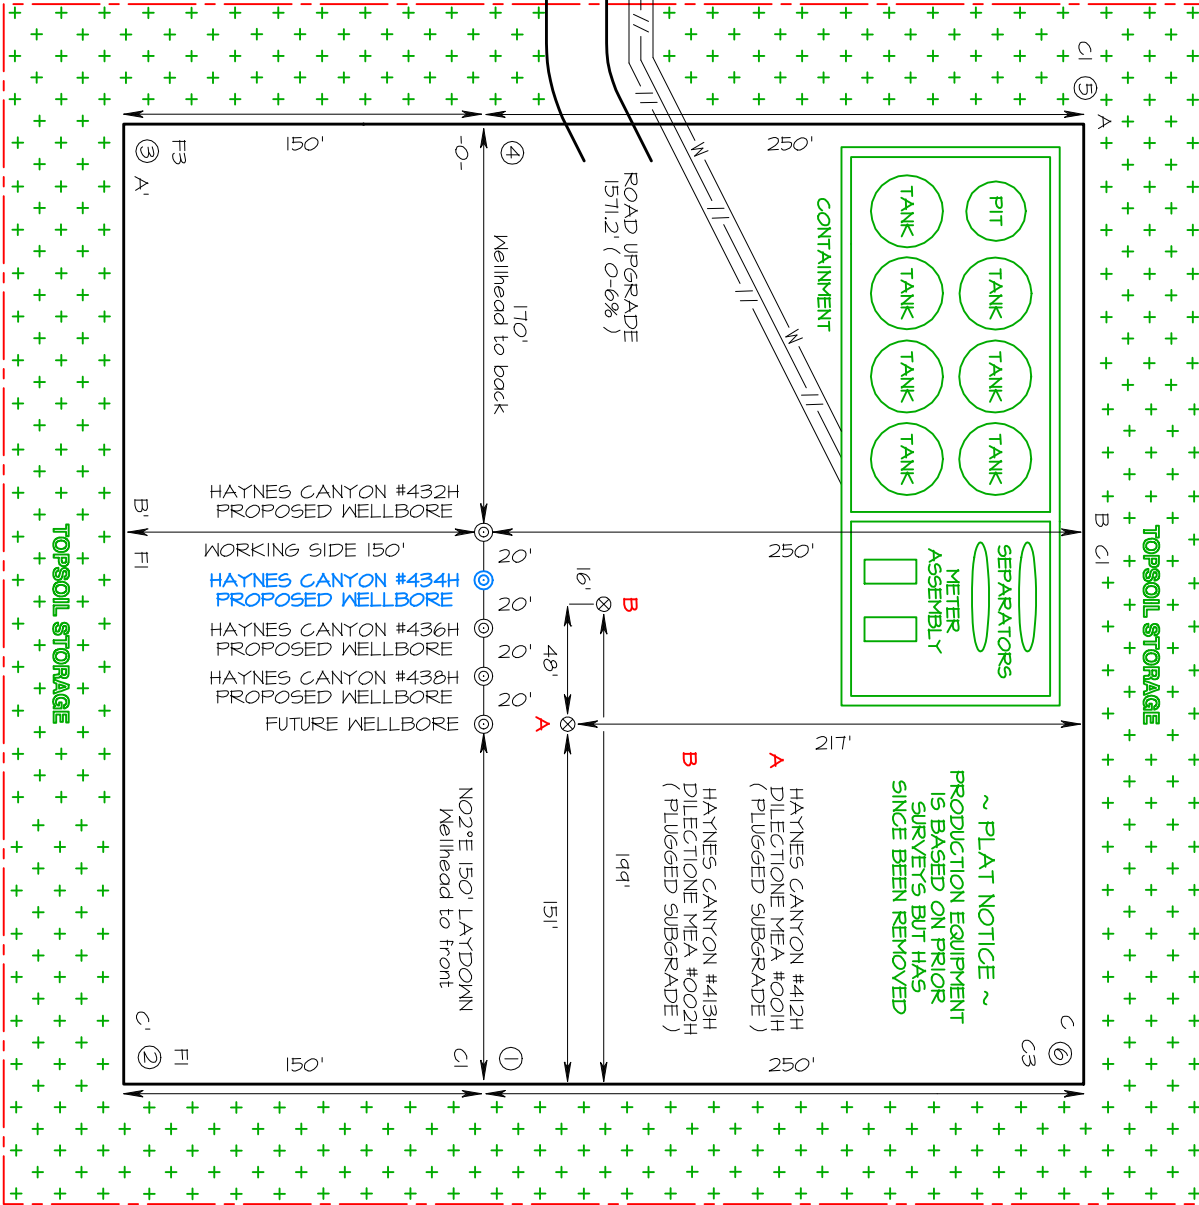 C1 ⑤ A
③ A'
F3
150'
-0-
④
250'
ROAD UPGRADE
1571.2' ( 0-6% )
CONTAINMENT
PIT
TANK
TANK
TANK
TANK
TANK
TANK
TANK
W
W
170'
Wellhead to back
HAYNES CANYON #432H
PROPOSED WELLBORE
B'
F1
WORKING SIDE 150'
250'
B
C1
HAYNES CANYON #434H
PROPOSED WELLBORE
HAYNES CANYON #436H
PROPOSED WELLBORE
HAYNES CANYON #438H
PROPOSED WELLBORE
FUTURE WELLBORE
20'
20'
20'
20'
16'
B
48'
A
SEPARATORS
METER
ASSEMBLY
217'
TOPSOIL STORAGE
TOPSOIL STORAGE
A
HAYNES CANYON #412H
DILECTIONE MEA #001H
( PLUGGED SUBGRADE )
B
HAYNES CANYON #413H
DILECTIONE MEA #002H
( PLUGGED SUBGRADE )
~ PLAT NOTICE ~
PRODUCTION EQUIPMENT
IS BASED ON PRIOR
SURVEYS BUT HAS
SINCE BEEN REMOVED
199'
151'
N02°E 150' LAYDOWN
Wellhead to front
C'
② F1
150'
C1 ①
250'
C ⑥
C3